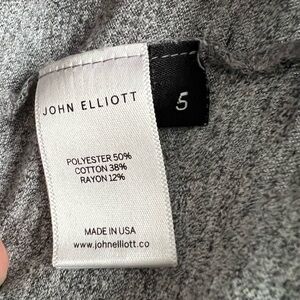 JOHN ELLIOTT
5
POLYESTER 50%
COTTON 38%
RAYON 12%
MADE IN USA
www.johnelliott.co